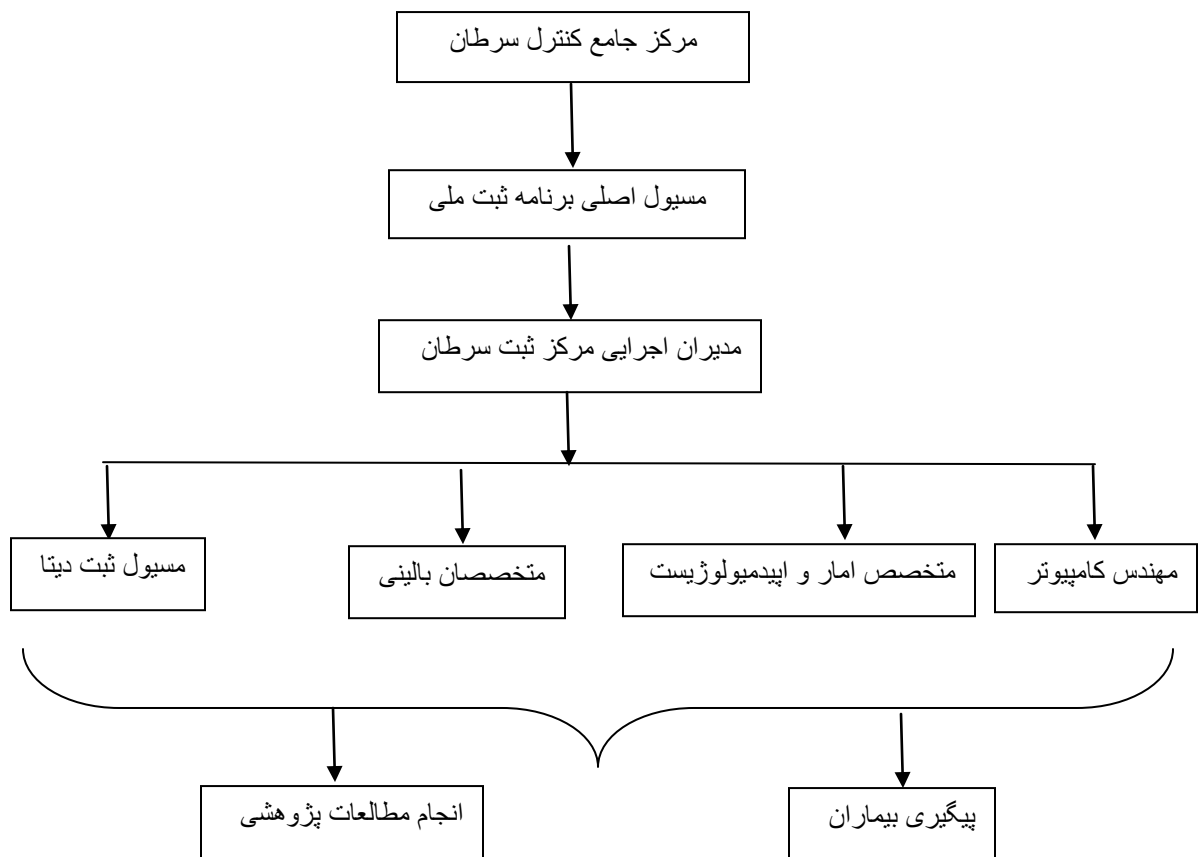 مرکز جامع کنترل سرطان
مسیول اصلی برنامه ثبت ملی
مدیران اجرایی مرکز ثبت سرطان
مهندس کامپیوتر
متخصص امار و اپیدمیولوژیست
متخصصان بالینی
مسیول ثبت دیتا
پیگیری بیماران
انجام مطالعات پژوهشی